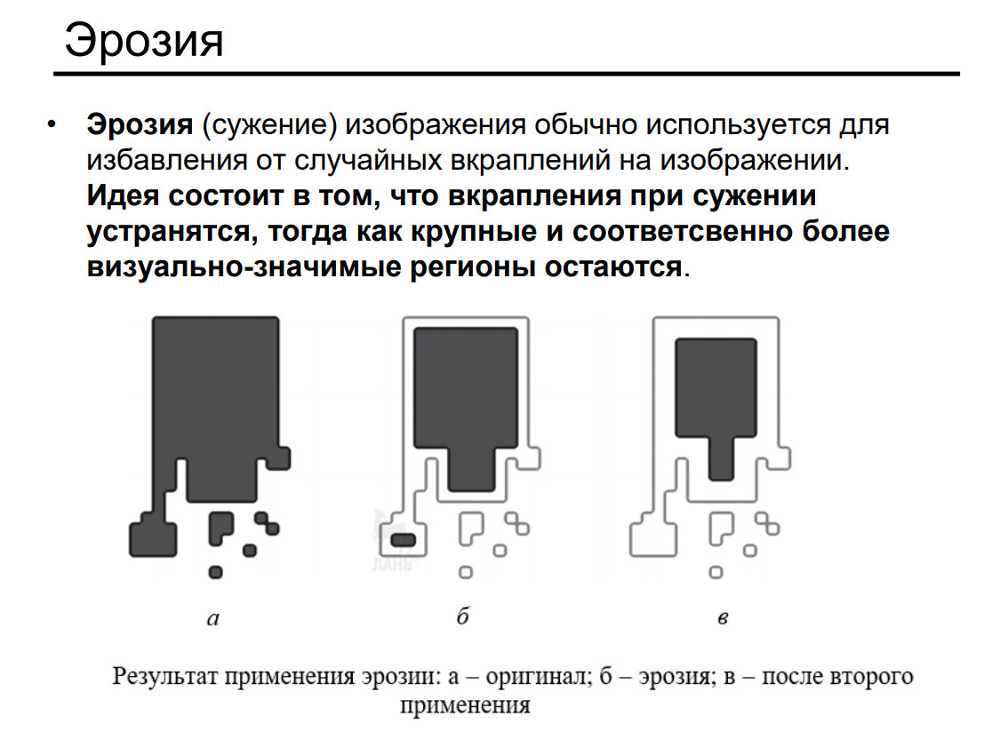 Эрозия
• Эрозия (сужение) изображения обычно используется для
избавления от случайных вкраплений на изображении.
Идея состоит в том, что вкрапления при сужении
устранятся, тогда как крупные и соответсвенно более
визуально-значимые регионы остаются.
ЛАНЬ
а б в
Результат применения эрозии: а – оригинал; б – эрозия; в – после второго
применения